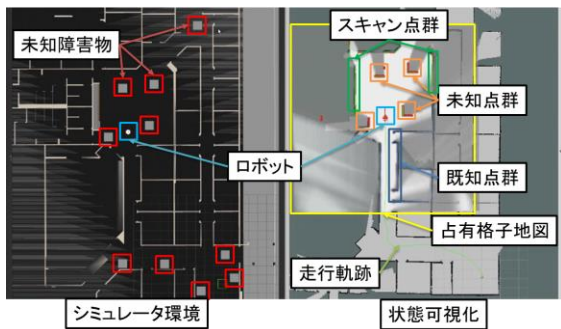 未知障害物
スキャン点群
未知点群
ロボット
既知点群
占有格子地図
走行軌跡
シミュレータ環境
状態可視化